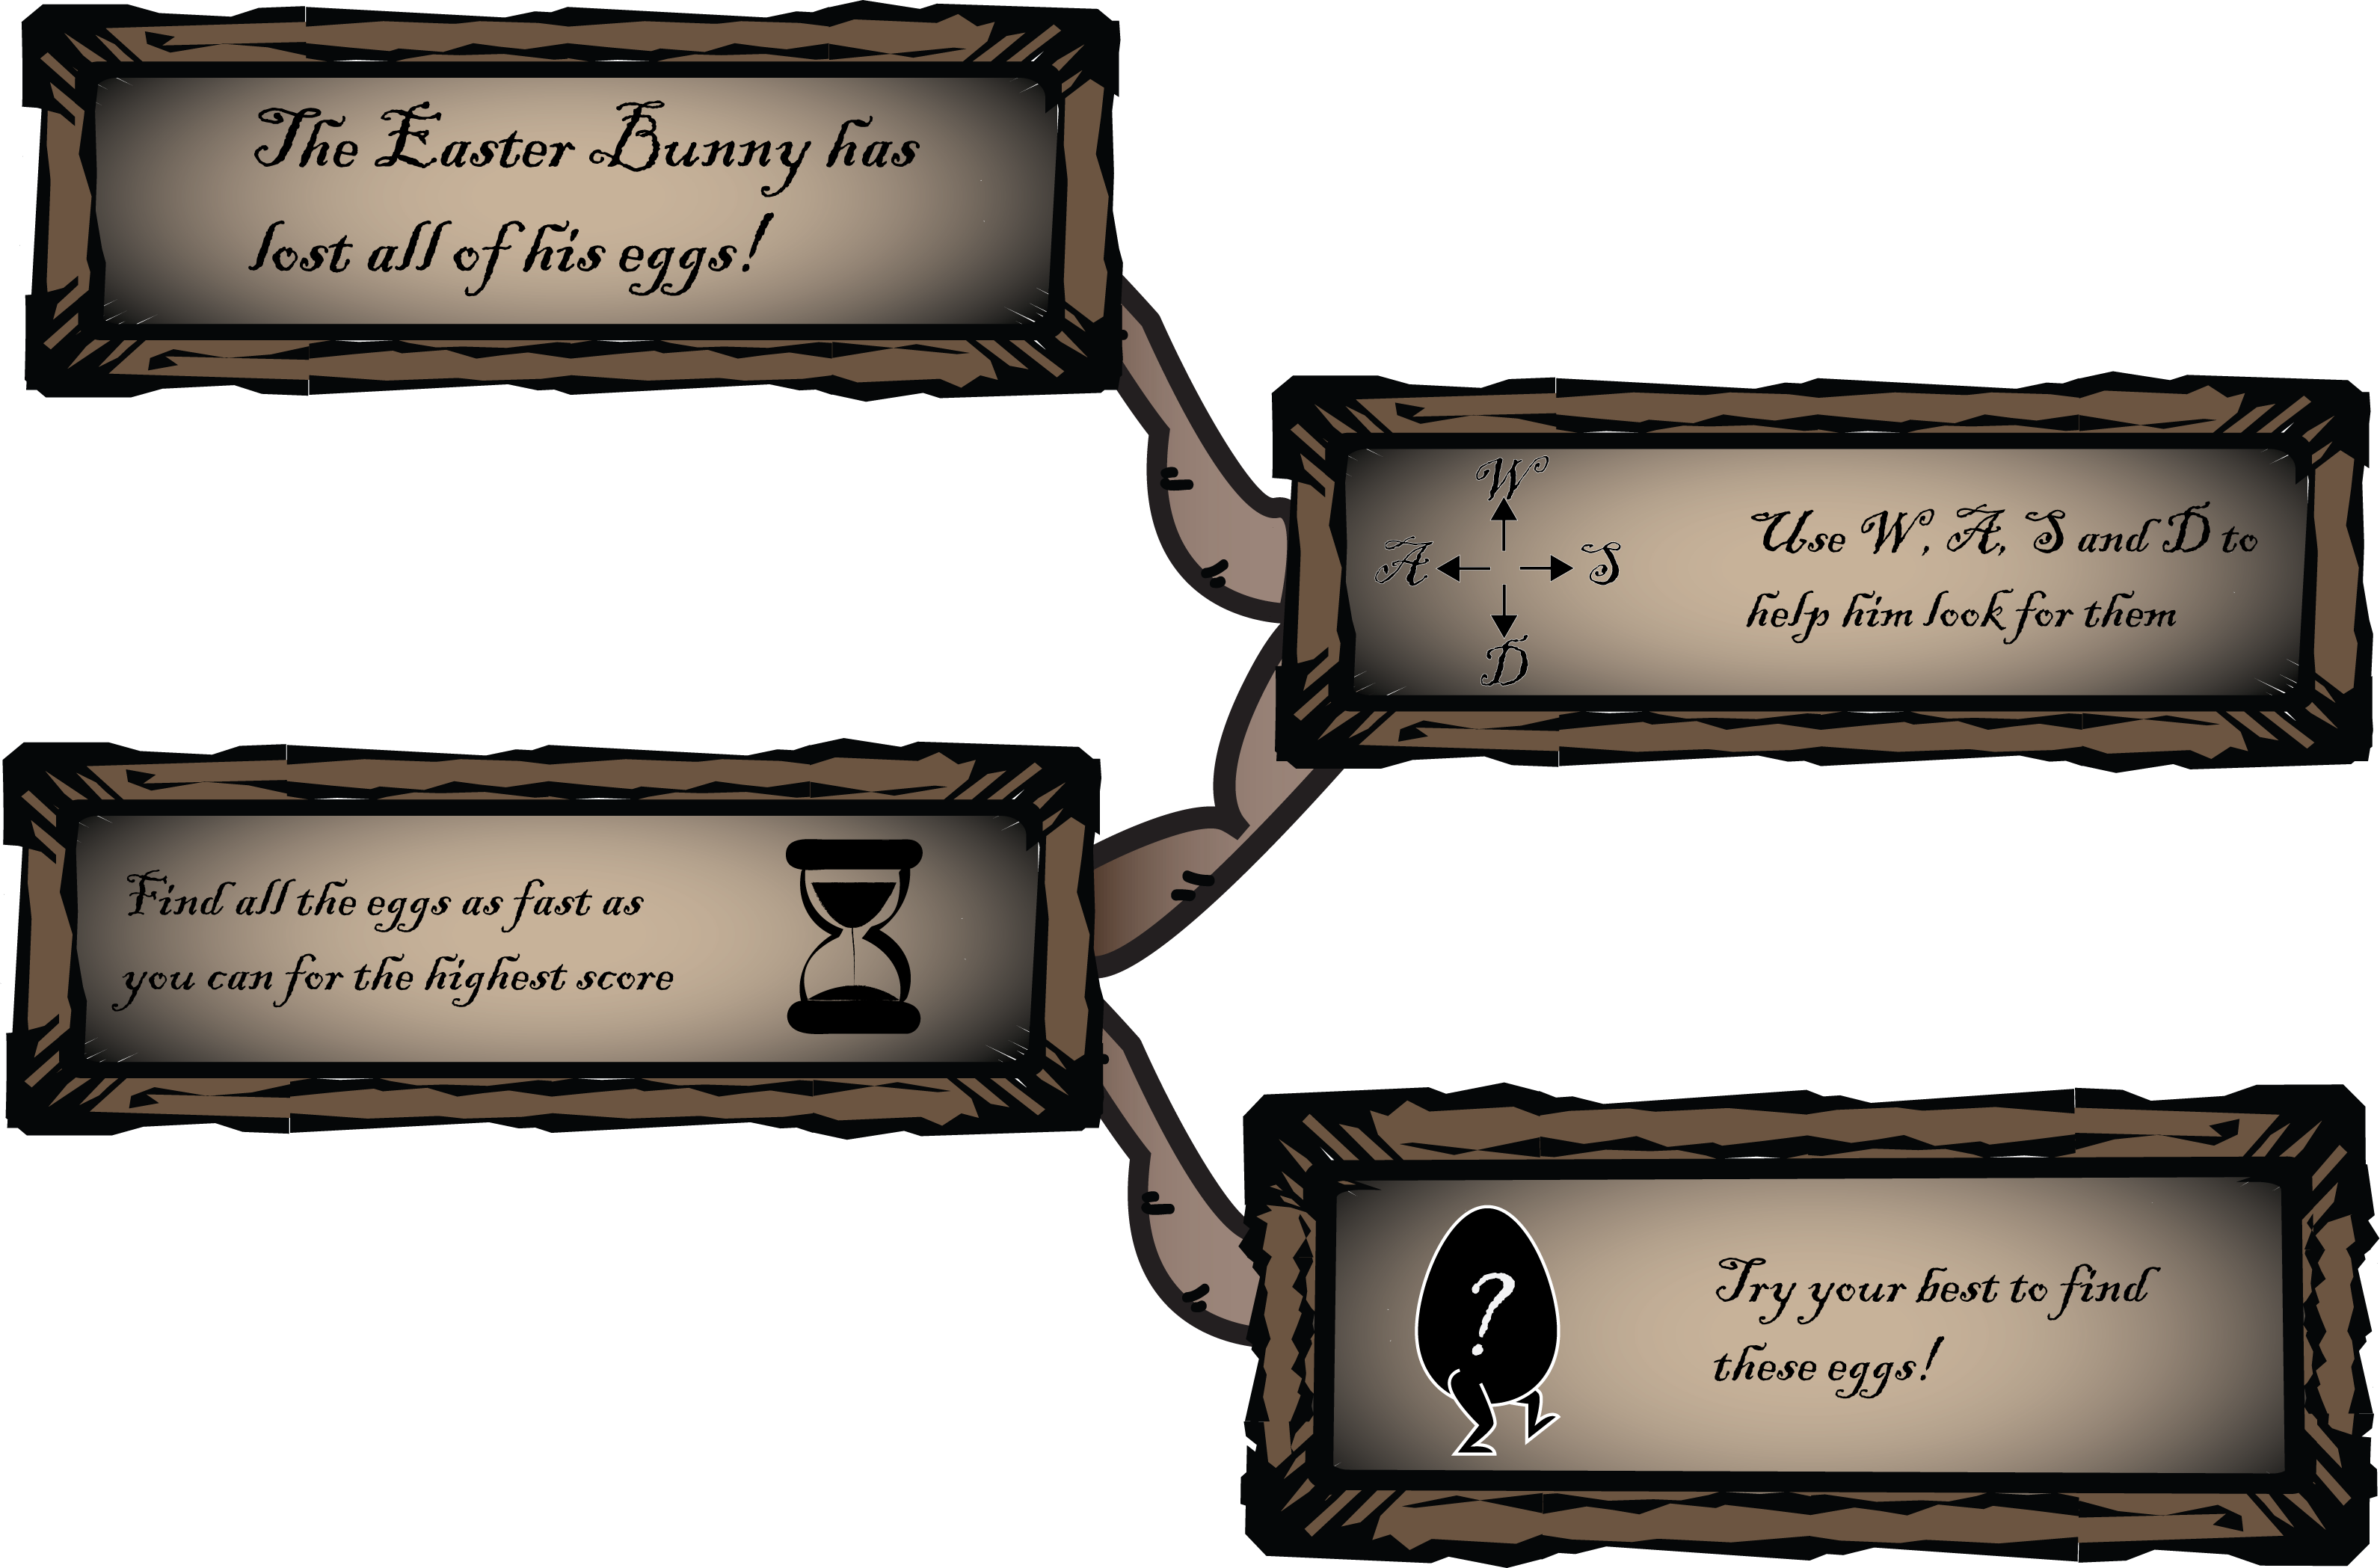 The Easter Bunny has
lost all of his eggs!
W
A
S
D
Use W, A, S and D to
help him look for them
Find all the eggs as fast as
you can for the highest score
?
Try your best to find
these eggs!